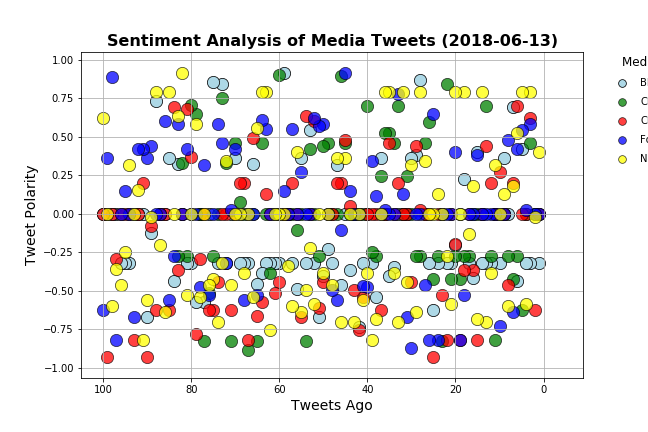 Sentiment Analysis of Media Tweets (2018-06-13)
Med
1.00
0.75
0.50
0.25
0.00
−0.25
−0.50
−0.75
−1.00
Tweet Polarity
B
C
C
Fo
N
100
80
60
40
20
0
Tweets Ago